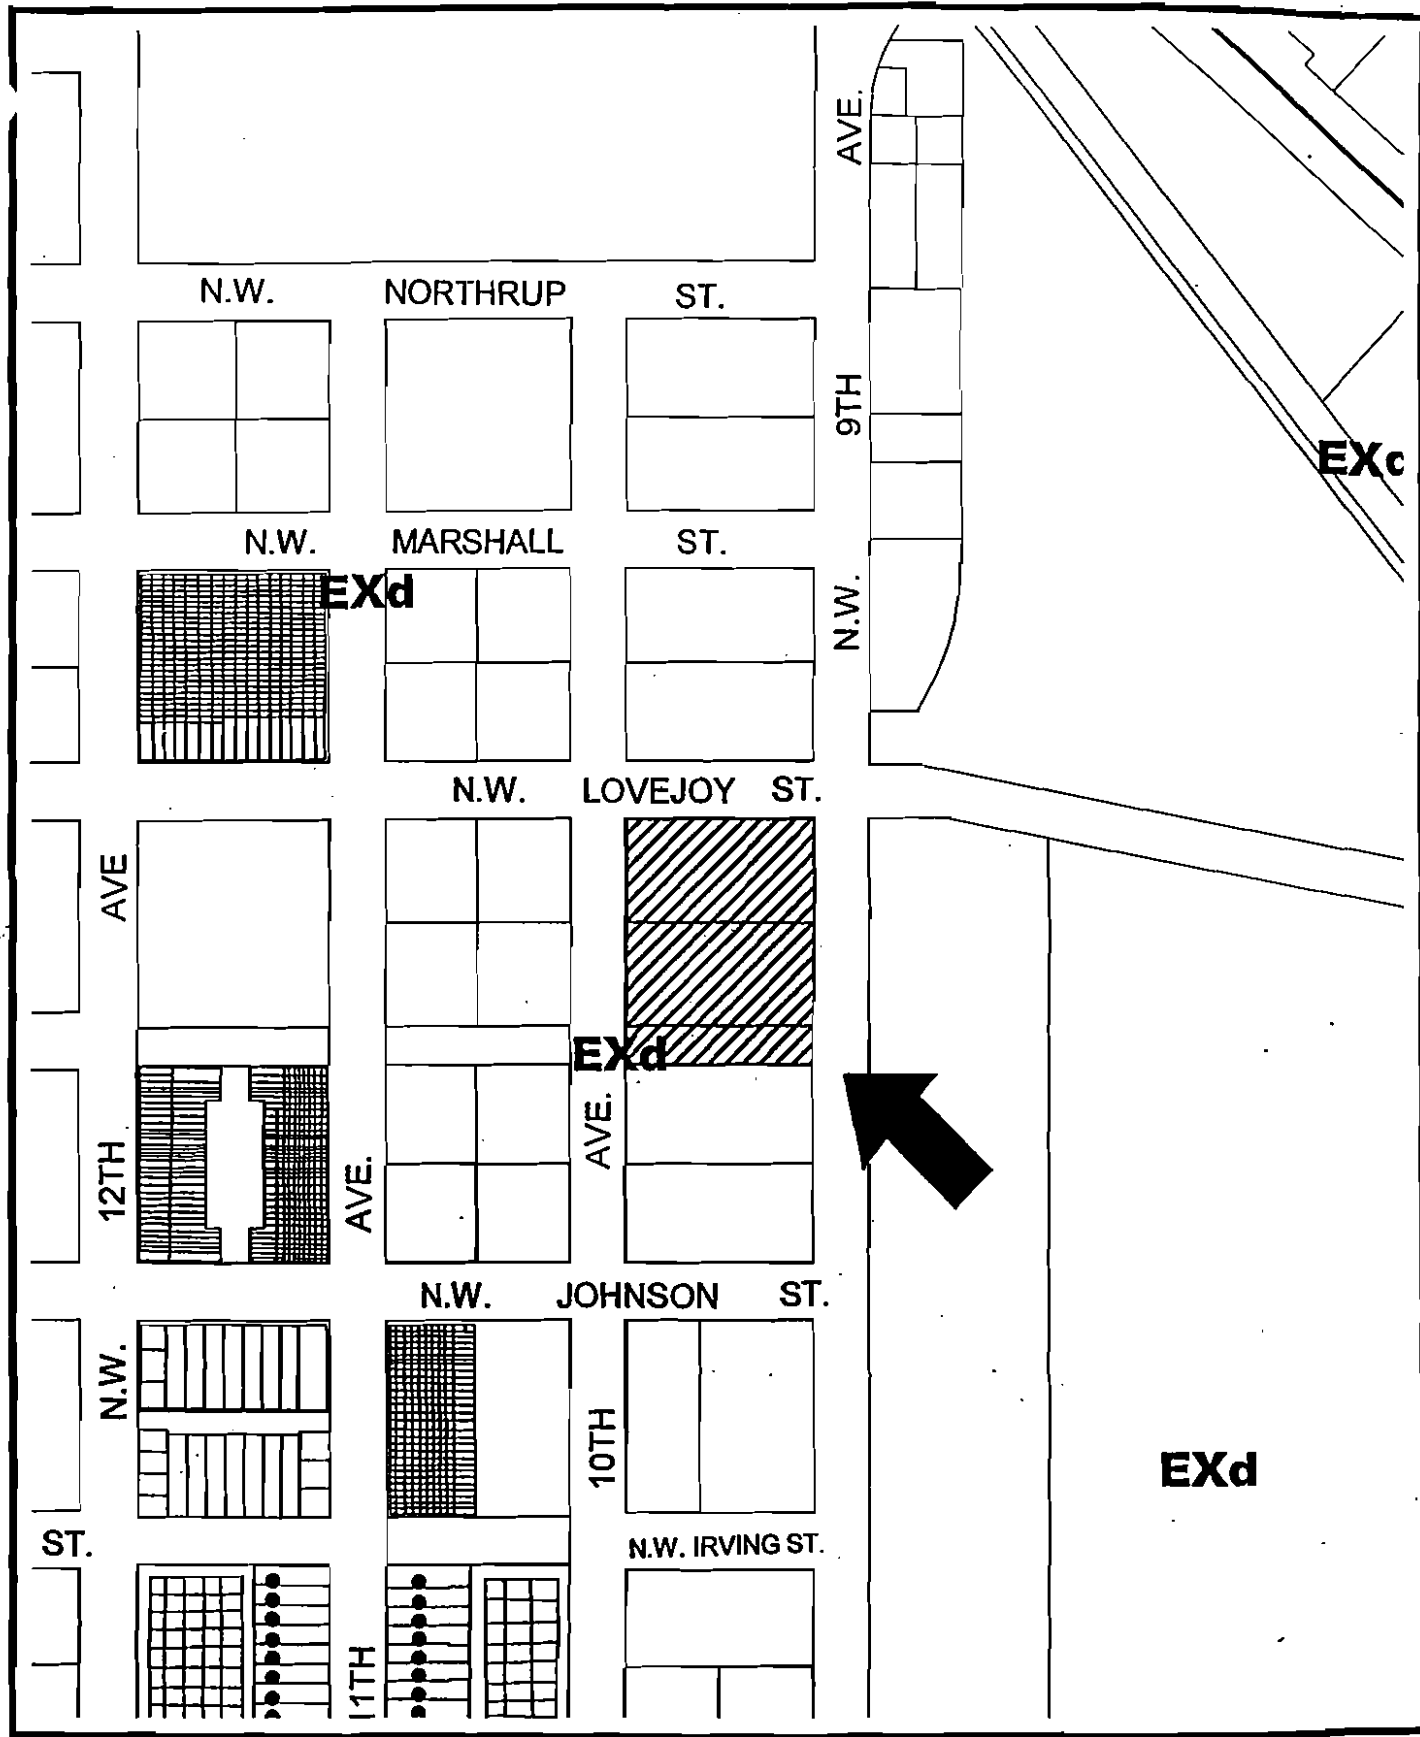 AVE.
N.W. NORTHRUP ST.
9TH
EXc
N.W. MARSHALL ST.
EXd
N.W.
N.W. LOVEJOY ST.
AVE
EXd
AVE.
12TH
AVE.
N.W. JOHNSON ST.
N.W.
10TH
EXd
ST.
N.W. IRVING ST.
11TH